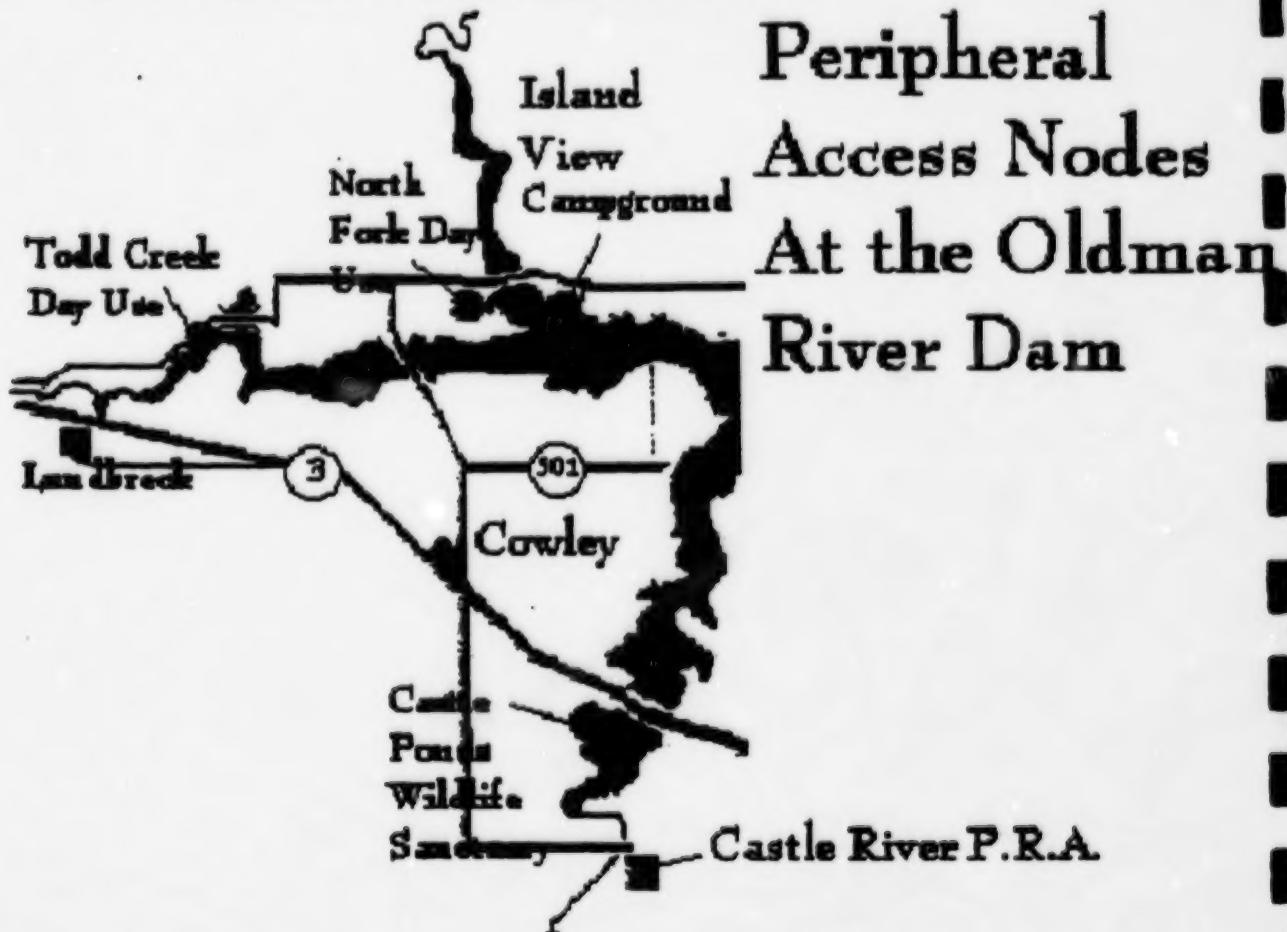 Peripheral
Access Nodes
At the Oldman
River Dam
Island
View
Campground
North
Fork Day
Use
Todd Creek
Day Use
Lundbreck
3
Cowley
Castle
Ponds
Wildlife
Sanctuary
Castle River P.R.A.